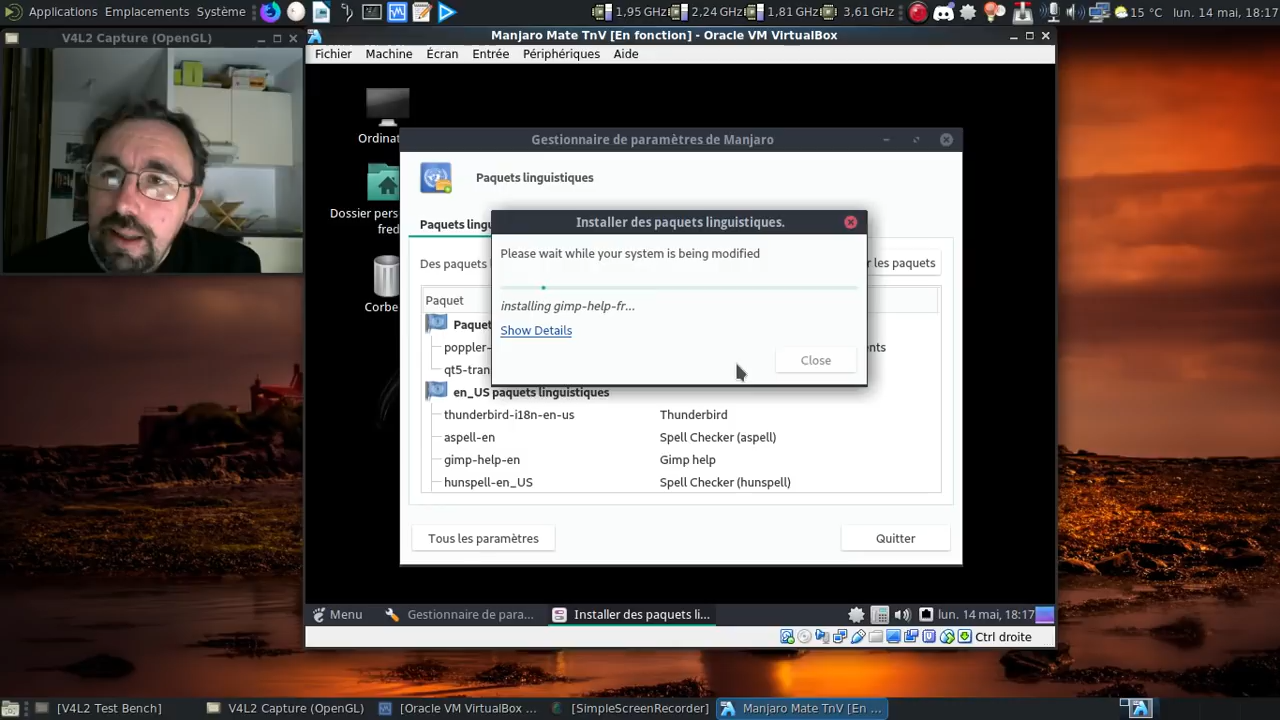 Applications Emplacements Système
1,95 GHz 2,24 GHz 1,81 GHz 3,61 GHz
15 °C lun. 14 mai, 18:17
V4L2 Capture (OpenGL)
Manjaro Mate TnV [En fonction] - Oracle VM VirtualBox
Fichier Machine Écran Entrée Périphériques Aide
Ordinat
Dossier pers
fred
Corbe
Gestionnaire de paramètres de Manjaro
Paquets linguistiques
Paquets lingu
Des paquets l
r les paquets
Paquet
Paquet
poppler-
ents
qt5-tran
en_US paquets linguistiques
thunderbird-i18n-en-us Thunderbird
aspell-en Spell Checker (aspell)
gimp-help-en Gimp help
hunspell-en_US Spell Checker (hunspell)
Tous les paramètres Quitter
Installer des paquets linguistiques.
Please wait while your system is being modified
installing gimp-help-fr...
Show Details
Close
Menu Gestionnaire de para... Installer des paquets li... lun. 14 mai, 18:17
Ctrl droite
[V4L2 Test Bench] V4L2 Capture (OpenGL) [Oracle VM VirtualBox ... [SimpleScreenRecorder] Manjaro Mate TnV [En ...